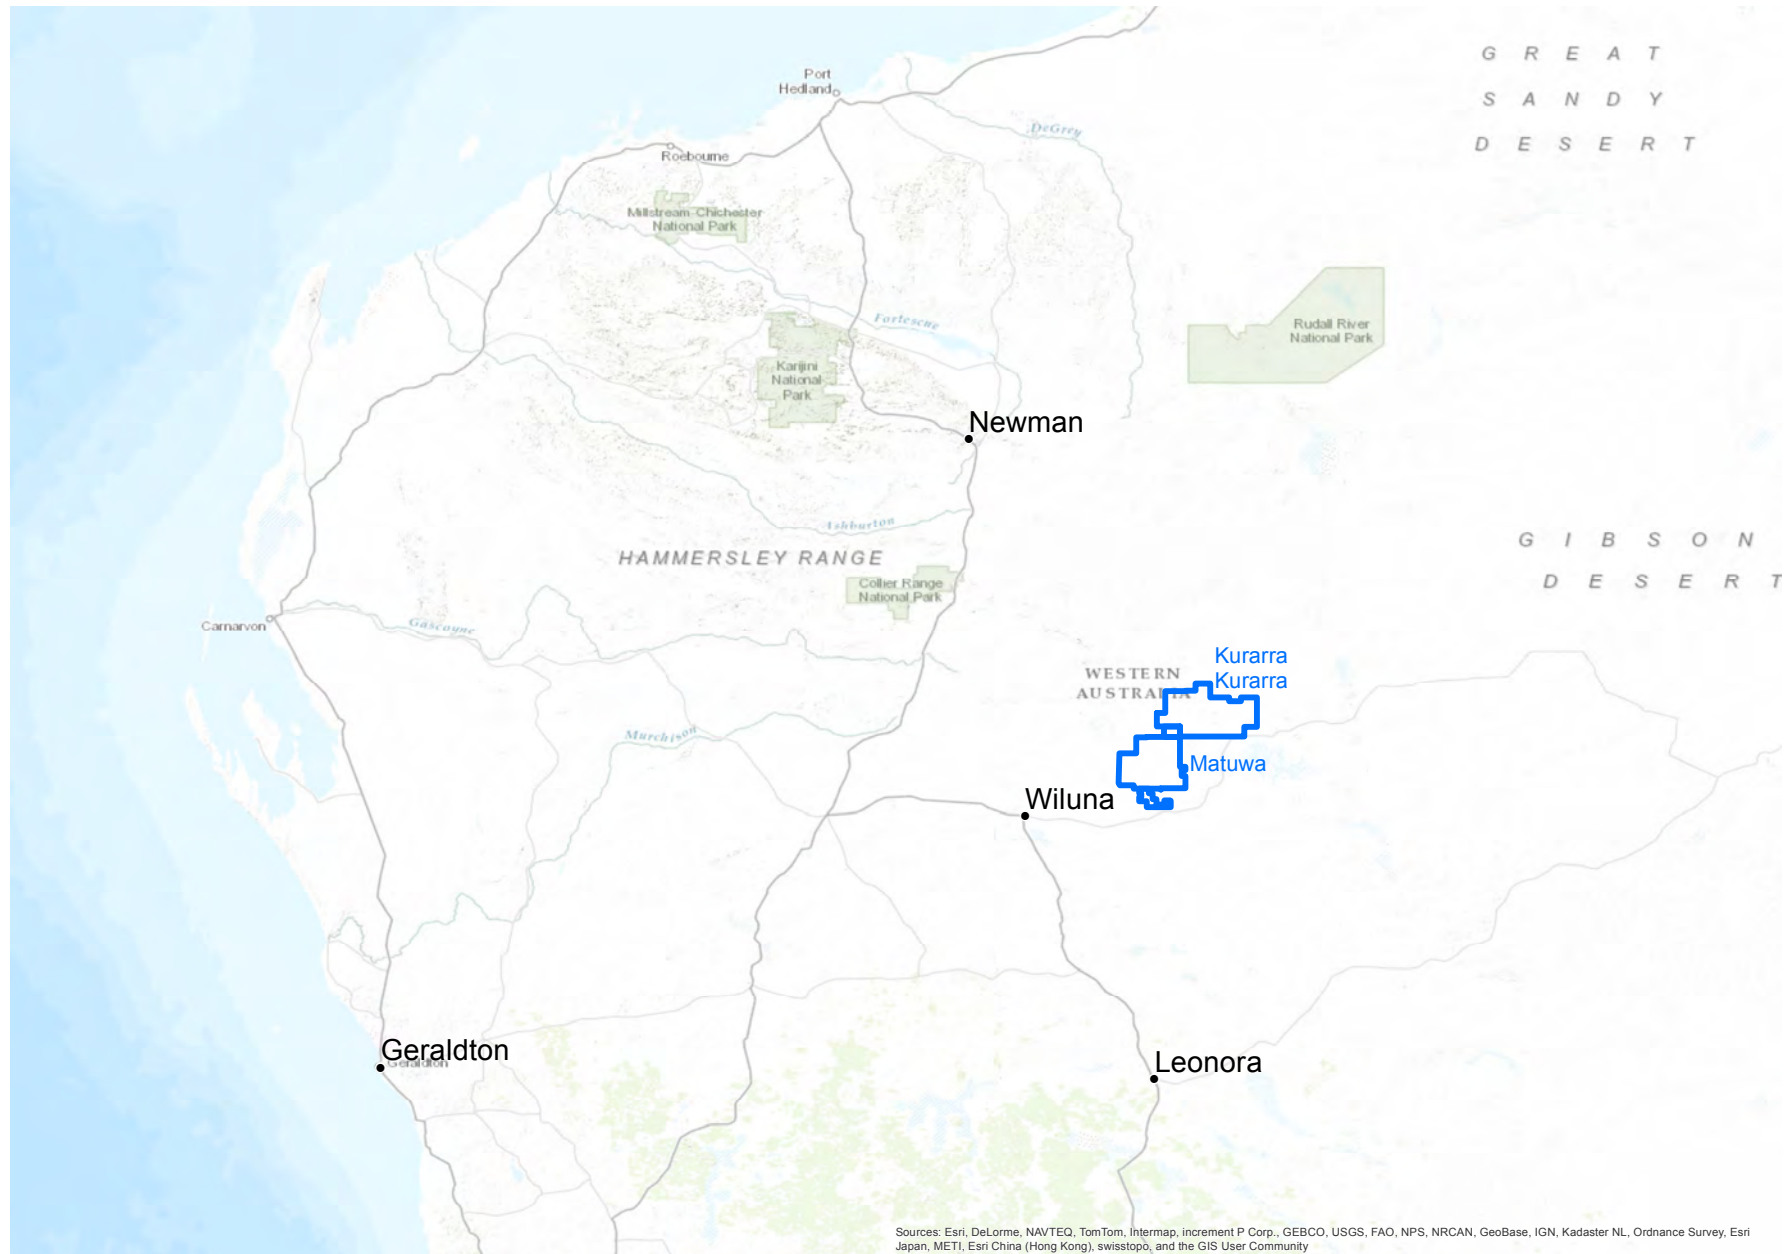 GREAT
SANDY
DESERT
Port
Hedland
DeGrey
Roebourne
Millstream-Chichester
National Park
Fortescue
Rudall River
National Park
Karijini
National
Park
Newman
Ashburton
HAMMERSLEY RANGE
GIBSON
DESERT
Collier Range
National Park
Carnarvon
Gascoyne
Kurarra
Kurarra
WESTERN
AUSTRALIA
Murchison
Matuwa
Wiluna
Geraldton
Geraldton
Leonora
Sources: Esri, DeLorme, NAVTEQ, TomTom, Intermap, increment P Corp., GEBCO, USGS, FAO, NPS, NRCAN, GeoBase, IGN, Kadaster NL, Ordnance Survey, Esri
Japan, METI, Esri China (Hong Kong), swisstopo, and the GIS User Community